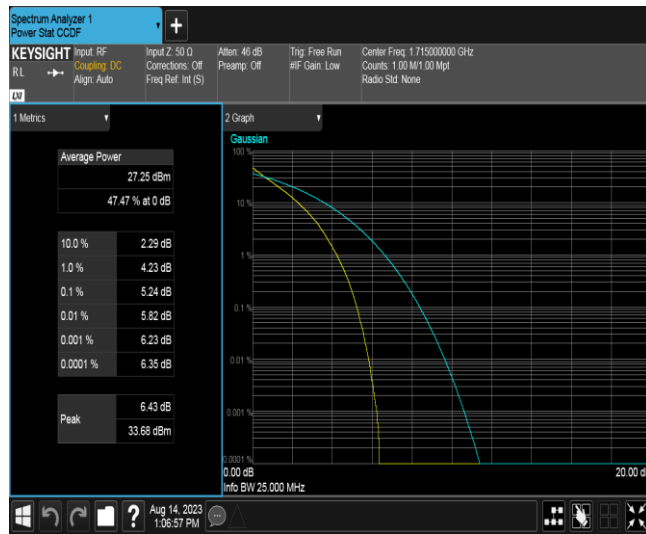 Spectrum Analyzer 1
Power Stat CCDF
+
KEYSIGHT
RL
LXI
Input: RF
Coupling: DC
Align: Auto
Input Z: 50 Ω
Corrections: Off
Freq Ref: Int (S)
Atten: 46 dB
Preamp: Off
Trig: Free Run
#IF Gain: Low
Center Freq: 1.715000000 GHz
Counts: 1.00 M/1.00 Mpt
Radio Std: None
1 Metrics
Average Power
27.25 dBm
47.47 % at 0 dB
10.0 % 2.29 dB
1.0 % 4.23 dB
0.1 % 5.24 dB
0.01 % 5.82 dB
0.001 % 6.23 dB
0.0001 % 6.35 dB
Peak
6.43 dB
33.68 dBm
2 Graph
Gaussian
100 %
10 %
1 %
0.1 %
0.01 %
0.001 %
0.0001 %
0.00 dB 20.00 d
Info BW 25.000 MHz
?
Aug 14, 2023
1:06:57 PM